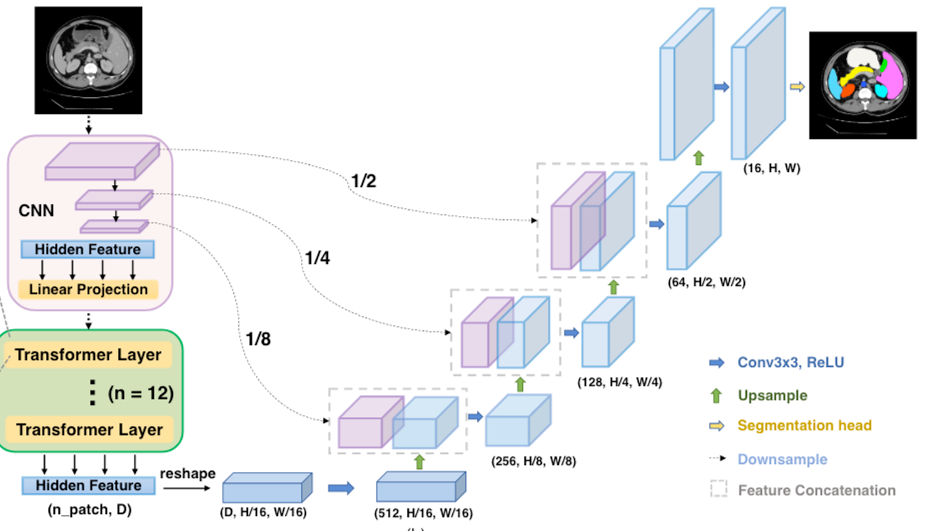 CNN
Hidden Feature
Linear Projection
Transformer Layer
(n = 12)
Transformer Layer
Hidden Feature
(n_patch, D)
reshape
(D, H/16, W/16)
(512, H/16, W/16)
1/2
1/4
1/8
(256, H/8, W/8)
(128, H/4, W/4)
(64, H/2, W/2)
(16, H, W)
Conv3x3, ReLU
Upsample
Segmentation head
Downsample
Feature Concatenation